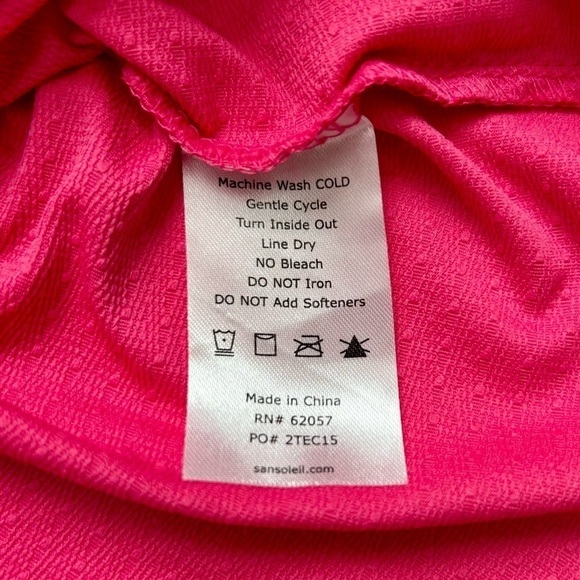 Machine Wash COLD
Gentle Cycle
Turn Inside Out
Line Dry
NO Bleach
DO NOT Iron
DO NOT Add Softeners
Made in China
RN# 62057
PO# 2TEC15
sansoleil.com